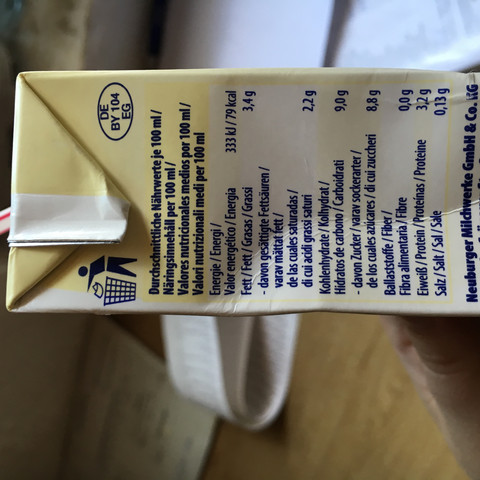 DE
BY 104
EG
Durchschnittliche Nährwerte je 100 ml /
Näringsinnehåll per 100 ml /
Valores nutricionales medios por 100 ml /
Valori nutrizionali medi per 100 ml
Energie / Energi /
Valor energético / Energia 333 kJ / 79 kcal
Fett / Fett / Grasas / Grassi 3,4 g
- davon gesättigte Fettsäuren /
varav mättat fett /
de las cuales saturadas /
di cui acidi grassi saturi 2,2 g
Kohlenhydrate / Kolhydrat /
Hidratos de carbono / Carboidrati 9,0 g
- davon Zucker / varav sockerarter /
de los cuales azúcares / di cui zuccheri 8,8 g
Ballaststoffe / Fiber /
Fibra alimentaria / Fibre 0,0 g
Eiweiß / Protein / Proteínas / Proteine 3,2 g
Salz / Salt / Sal / Sale 0,13 g
Neuburger Milchwerke GmbH & Co. KG